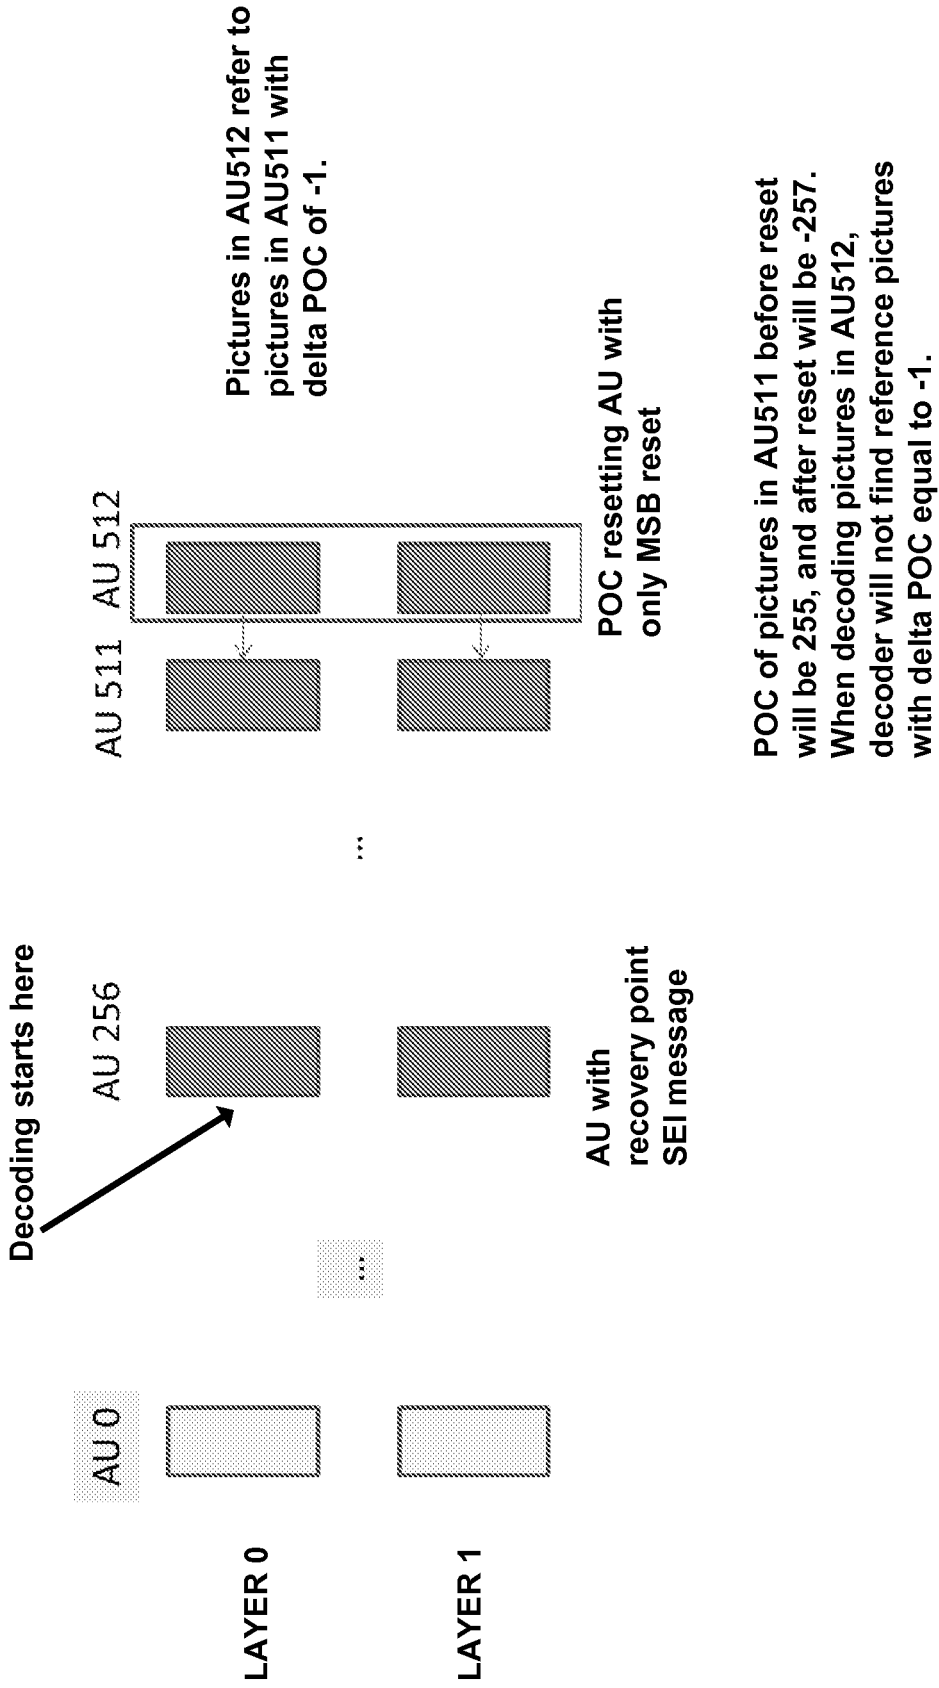 Decoding starts here
AU 0
AU 256
AU 511
AU 512
LAYER 0
...
...
LAYER 1
Pictures in AU512 refer to
pictures in AU511 with
delta POC of -1.
AU with
recovery point
SEI message
POC resetting AU with
only MSB reset
POC of pictures in AU511 before reset
will be 255, and after reset will be -257.
When decoding pictures in AU512,
decoder will not find reference pictures
with delta POC equal to -1.